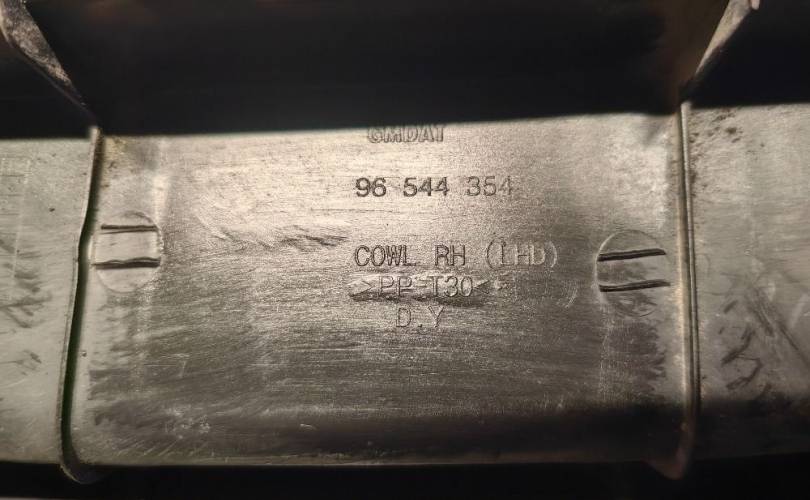 GMDAT
96 544 354
COWL RH (LHD)
>PP-T30<
D.Y